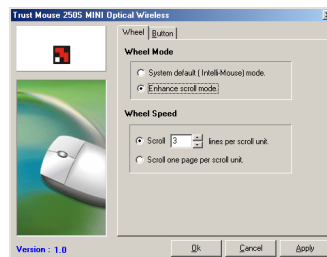 Trust Mouse 250S MINI Optical Wireless
Wheel
Button
Wheel Mode
System default ( Intelli-Mouse) mode.
Enhance scroll mode.
Wheel Speed
Scroll 3 lines per scroll unit.
Scroll one page per scroll unit.
Version : 1.0
Ok
Cancel
Apply